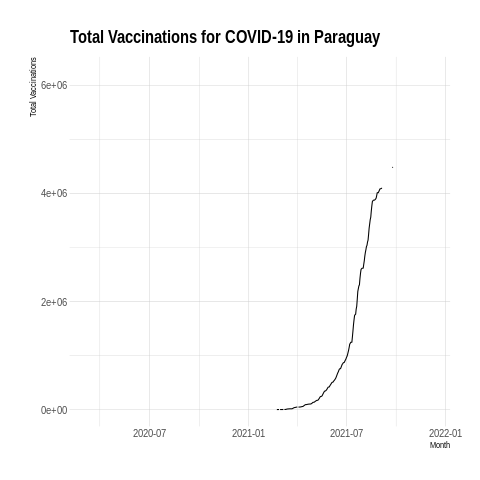 Total Vaccinations for COVID-19 in Paraguay
Total Vaccinations
6e+06
4e+06
2e+06
0e+00
2020-07 2021-01 2021-07 2022-01
Month